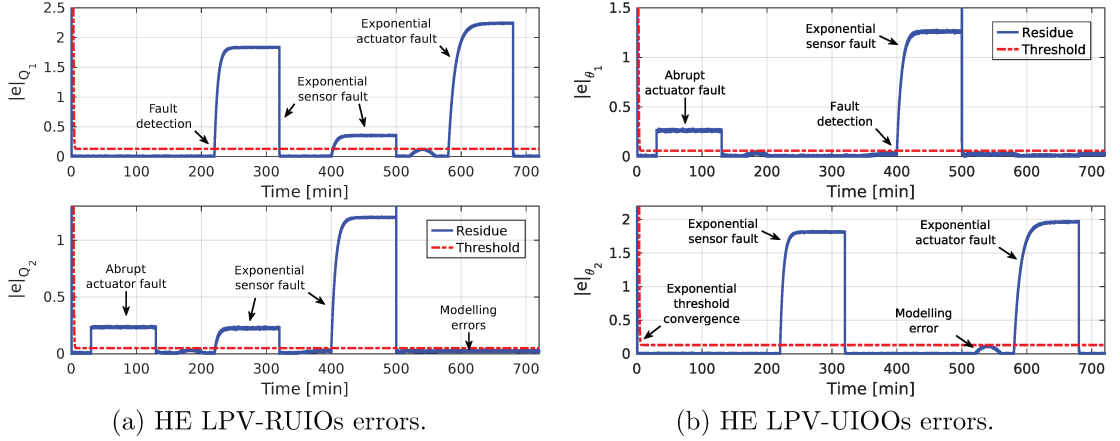 |e|Q1
2.5
2
1.5
1
0.5
0
Exponential
actuator fault
Exponential
sensor fault
Fault
detection
0 100 200 300 400 500 600 700
Time [min]
|e|θ1
1.5
1
0.5
0
Abrupt
actuator fault
Exponential
sensor fault
Fault
detection
Residue
Threshold
0 100 200 300 400 500 600 700
Time [min]
|e|Q2
1
0.5
0
Abrupt
actuator fault
Exponential
sensor fault
Residue
Threshold
Modelling
errors
0 100 200 300 400 500 600 700
Time [min]
|e|θ2
2
1.5
1
0.5
0
Exponential
sensor fault
Exponential
threshold
convergence
Exponential
actuator fault
Modelling
error
0 100 200 300 400 500 600 700
Time [min]
(a) HE LPV-RUIOs errors.
(b) HE LPV-UIOOs errors.